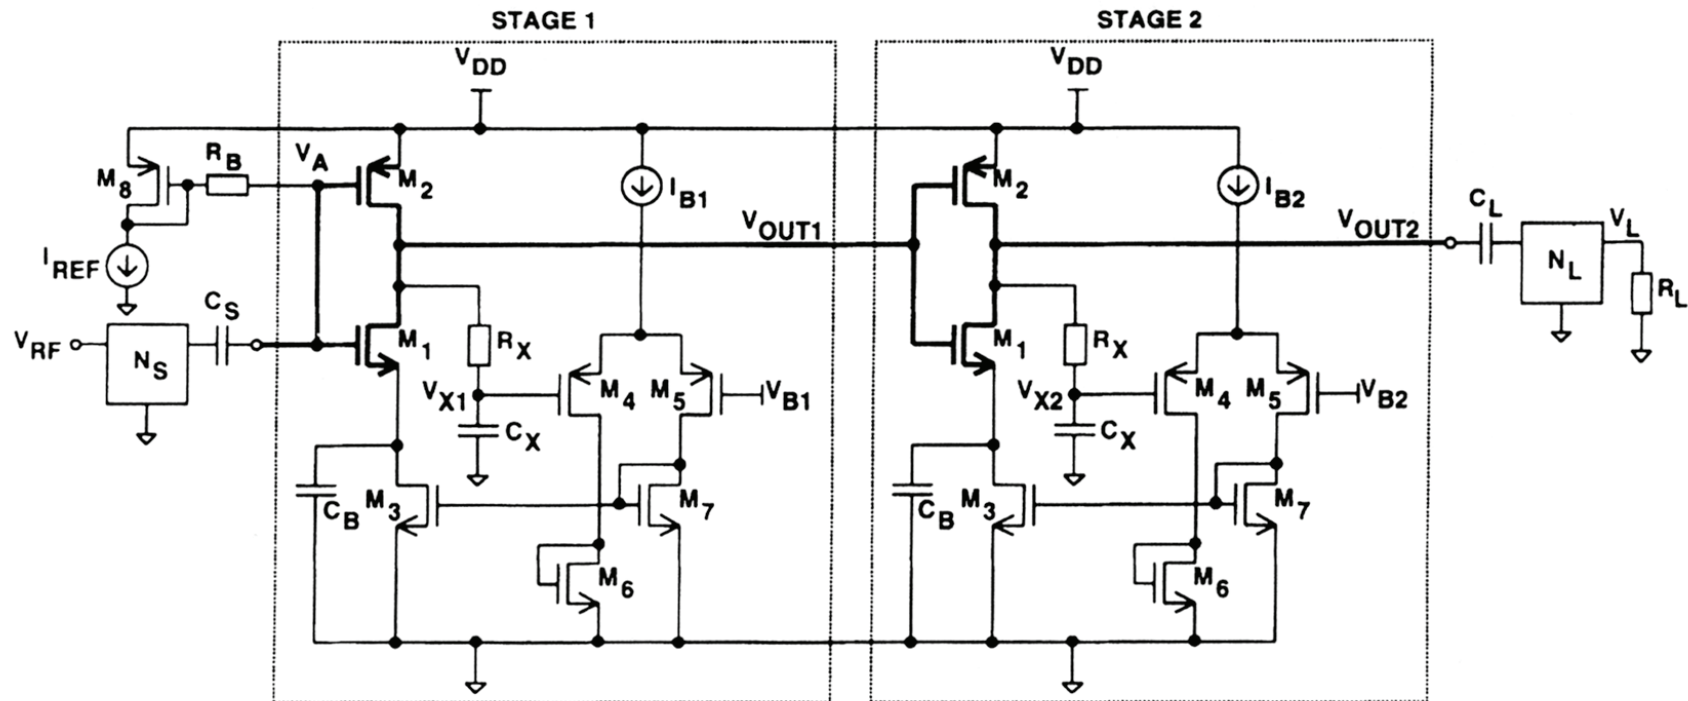 STAGE 1
STAGE 2
VDD
VDD
RB
VA
M8
M2
IB1
M2
IB2
VOUT1
VOUT2
CL
VL
IREF
NL
RL
CS
VRF
NS
M1
RX
M4
M5
VB1
VX1
CX
M1
RX
M4
M5
VB2
VX2
CX
CB
M3
M7
M6
CB
M3
M7
M6